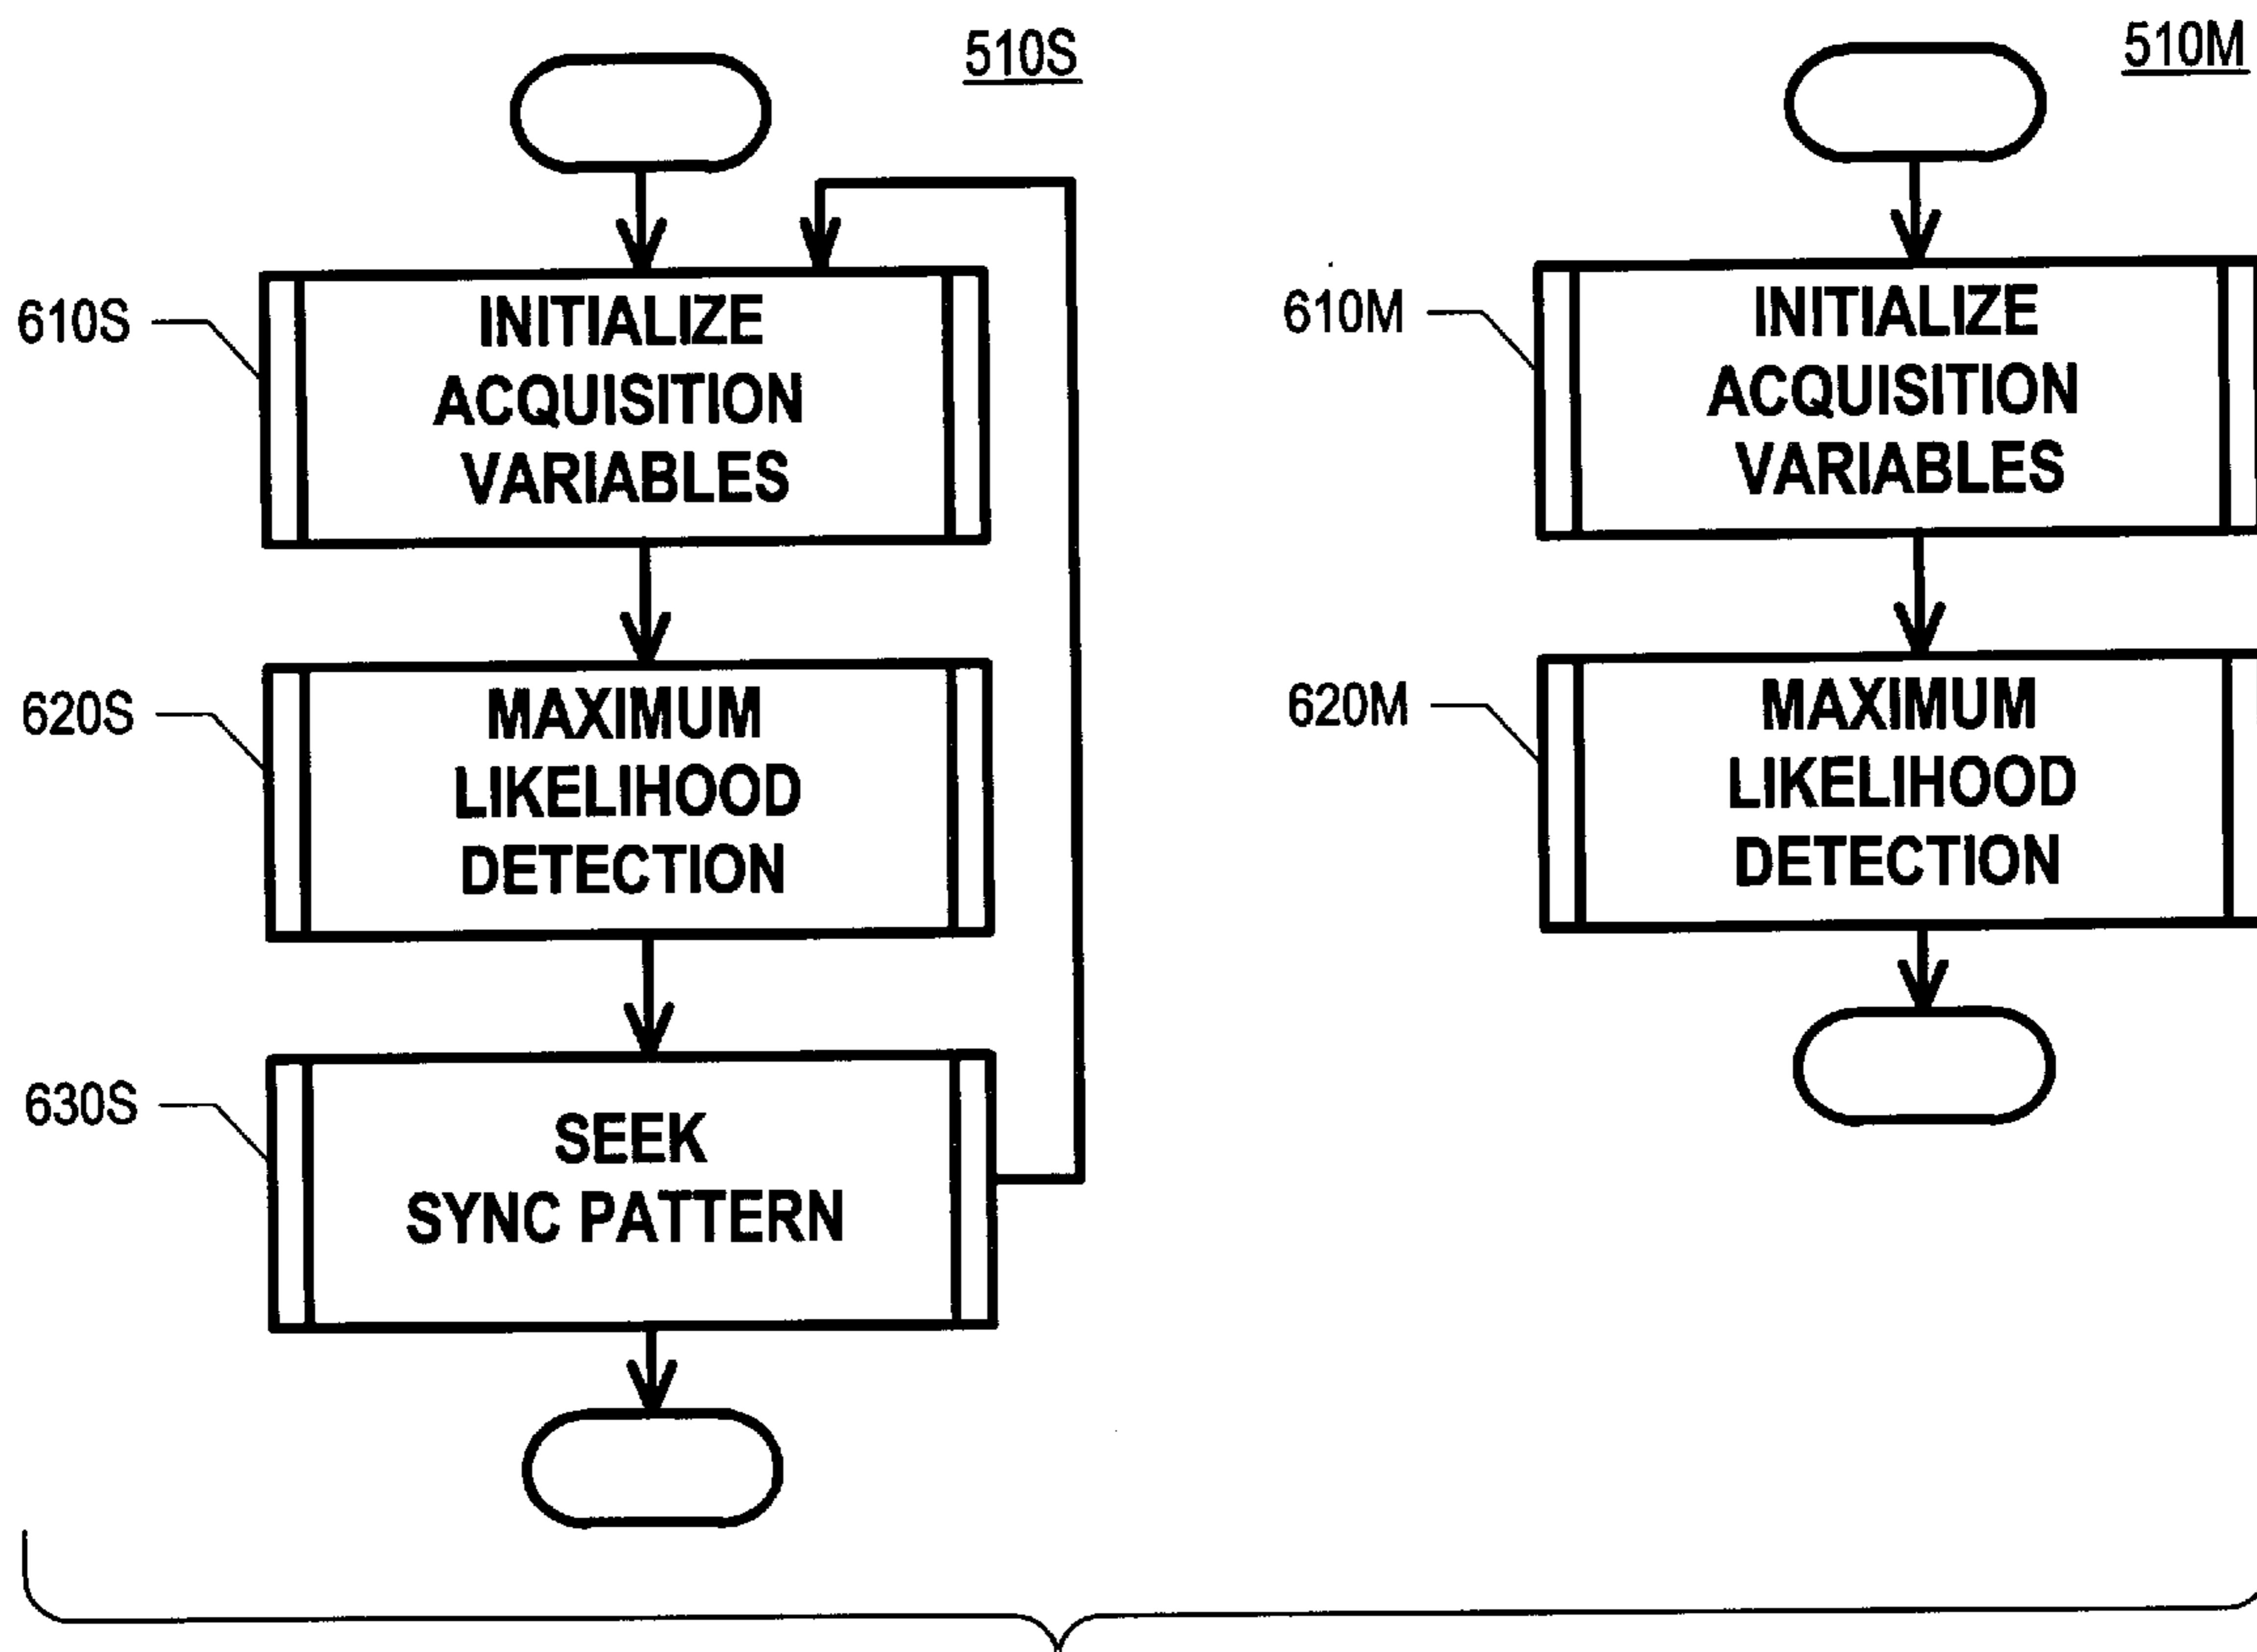 510S
610S
INITIALIZE
ACQUISITION
VARIABLES
620S
MAXIMUM
LIKELIHOOD
DETECTION
630S
SEEK
SYNC PATTERN
510M
610M
INITIALIZE
ACQUISITION
VARIABLES
620M
MAXIMUM
LIKELIHOOD
DETECTION